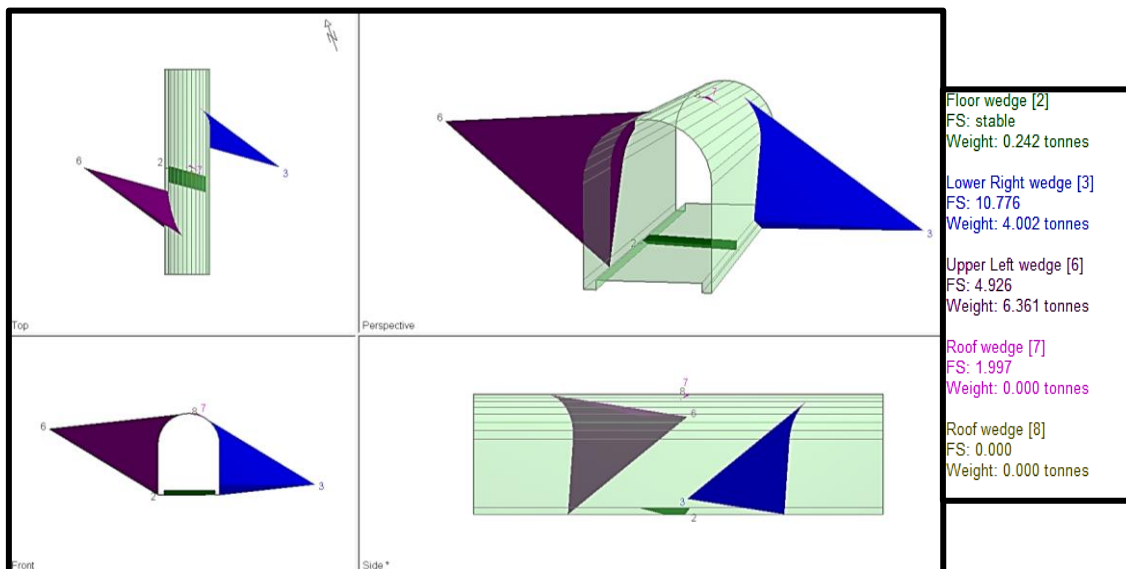 N
6
2
7
3
Top
6
8 7
2
3
Perspective
8 7
6
2
3
Front
7
8
6
3
2
Side *
Floor wedge [2]
FS: stable
Weight: 0.242 tonnes
Lower Right wedge [3]
FS: 10.776
Weight: 4.002 tonnes
Upper Left wedge [6]
FS: 4.926
Weight: 6.361 tonnes
Roof wedge [7]
FS: 1.997
Weight: 0.000 tonnes
Roof wedge [8]
FS: 0.000
Weight: 0.000 tonnes